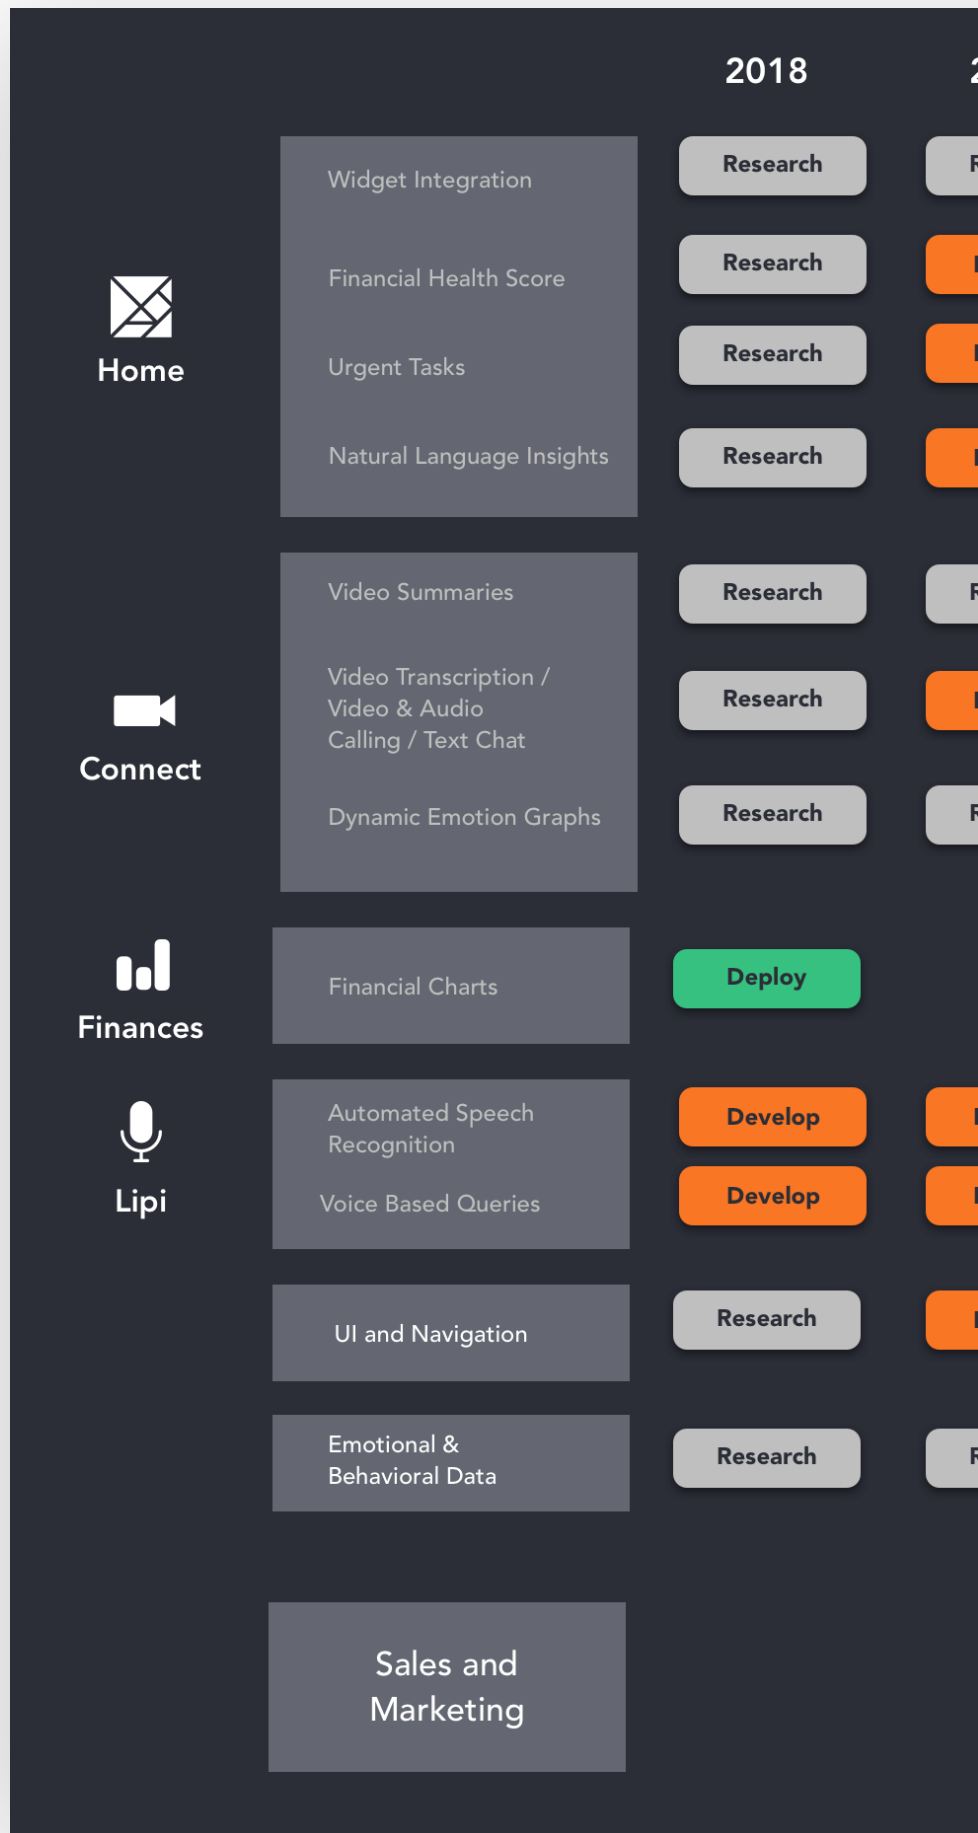 2018
Widget Integration
Research
Financial Health Score
Research
Urgent Tasks
Research
Natural Language Insights
Research
Home
Video Summaries
Research
Video Transcription /
Video & Audio
Calling / Text Chat
Research
Dynamic Emotion Graphs
Research
Connect
Financial Charts
Deploy
Finances
Automated Speech
Recognition
Develop
Voice Based Queries
Develop
Lipi
UI and Navigation
Research
Emotional &
Behavioral Data
Research
Sales and
Marketing